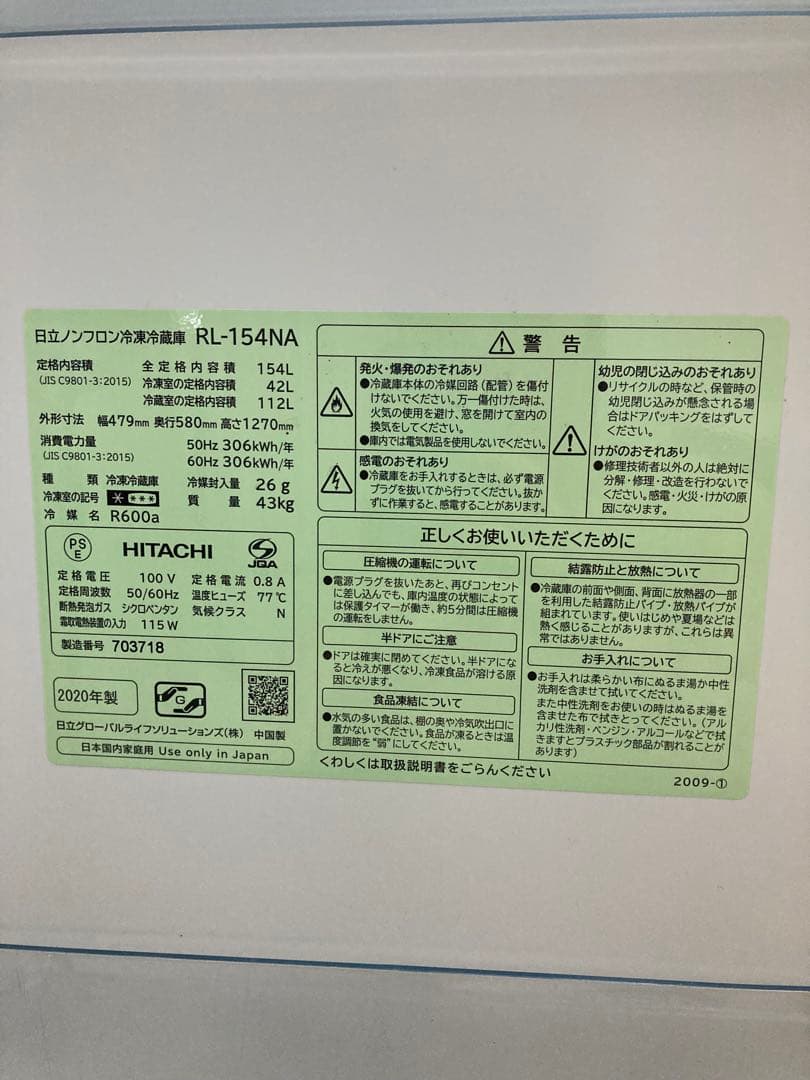 日立ノンフロン冷凍冷蔵庫 RL-154NA
定格内容積 全定格内容積 154L
(JIS C9801-3:2015) 冷凍室の定格内容積 42L
冷蔵室の定格内容積 112L
外形寸法 幅479mm 奥行580mm 高さ1270mm
消費電力量 50Hz 306kWh/年
(JIS C9801-3:2015) 60Hz 306kWh/年
種類 冷凍冷蔵庫 冷媒封入量 26g
冷凍室の記号 * *** 質量 43kg
冷媒名 R600a
PSE HITACHI JQA
定格電圧 100V 定格電流 0.8A
定格周波数 50/60Hz 温度ヒューズ 77℃
断熱発泡ガス シクロペンタン 気候クラス N
霜取電熱装置の入力 115W
製造番号 703718
2020年製 G
日立グローバルライフソリューションズ(株) 中国製
日本国内家庭用 Use only in Japan
警告
発火・爆発のおそれあり
●冷蔵庫本体の冷媒回路(配管)を傷付
けないでください。万一傷付けた時は、
火気の使用を避け、窓を開けて室内の
換気をしてください。
●庫内では電気製品を使用しないでください。
感電のおそれあり
●冷蔵庫をお手入れするときは、必ず電源
プラグを抜いてから行ってください。抜か
ずに作業すると、感電することがあります。
幼児の閉じ込みのおそれあり
●リサイクルの時など、保管時の
幼児閉じ込みが懸念される場
合はドアパッキングをはずして
ください。
けがのおそれあり
●修理技術者以外の人は絶対に
分解・修理・改造を行わないで
ください。感電・火災・けがの原
因になります。
正しくお使いいただくために
圧縮機の運転について
●電源プラグを抜いたあと、再びコンセント
に差し込んでも、庫内温度の状態によって
は保護タイマーが働き、約5分間は圧縮機
の運転をしません。
半ドアにご注意
●ドアは確実に閉めてください。半ドアにな
ると冷えが悪くなり、冷凍食品が溶ける原
因になります。
食品凍結について
●水気の多い食品は、棚の奥や冷気吹出口に
置かないでください。食品が凍るときは温
度調節を"弱"にしてください。
結露防止と放熱について
●冷蔵庫の前面や側面、背面に放熱器の一部
を利用した結露防止パイプ・放熱パイプが
組まれています。使いはじめや夏場などは
熱く感じることがありますが、これらは異
常ではありません。
お手入れについて
●お手入れは柔らかい布にぬるま湯か中性
洗剤を含ませて拭いてください。
また中性洗剤をお使いの時はぬるま湯を
含ませた布で拭きとってください。(アル
カリ性洗剤・ベンジン・アルコールなどで拭
きますとプラスチック部品が割れることが
あります)
くわしくは取扱説明書をごらんください
2009-①